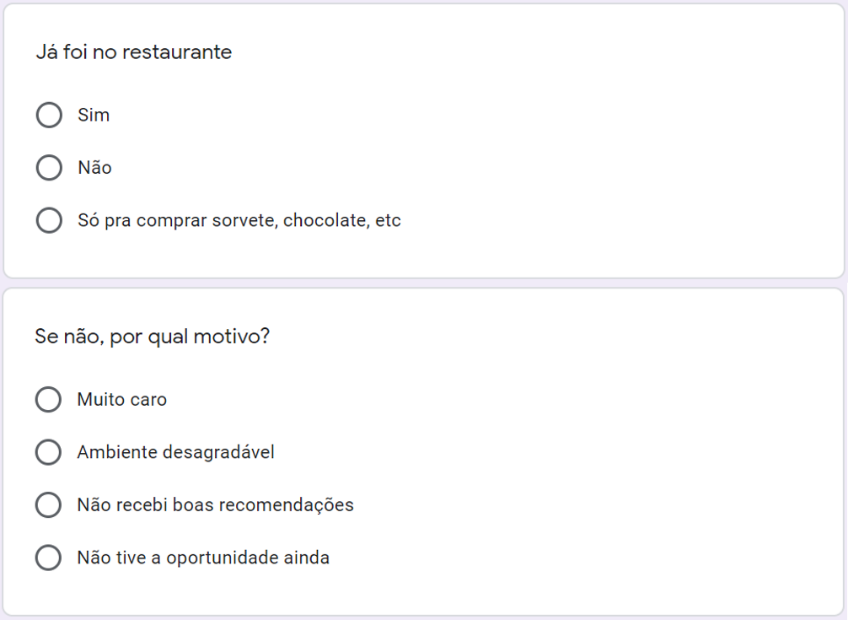 Já foi no restaurante
Sim
Não
Só pra comprar sorvete, chocolate, etc
Se não, por qual motivo?
Muito caro
Ambiente desagradável
Não recebi boas recomendações
Não tive a oportunidade ainda